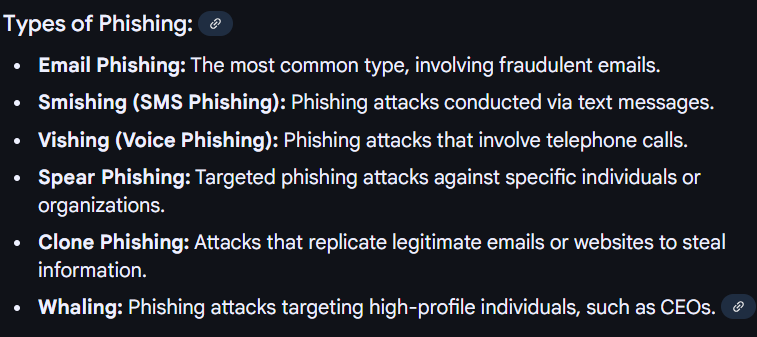 Types of Phishing:
• Email Phishing: The most common type, involving fraudulent emails.
• Smishing (SMS Phishing): Phishing attacks conducted via text messages.
• Vishing (Voice Phishing): Phishing attacks that involve telephone calls.
• Spear Phishing: Targeted phishing attacks against specific individuals or
organizations.
• Clone Phishing: Attacks that replicate legitimate emails or websites to steal
information.
• Whaling: Phishing attacks targeting high-profile individuals, such as CEOs.